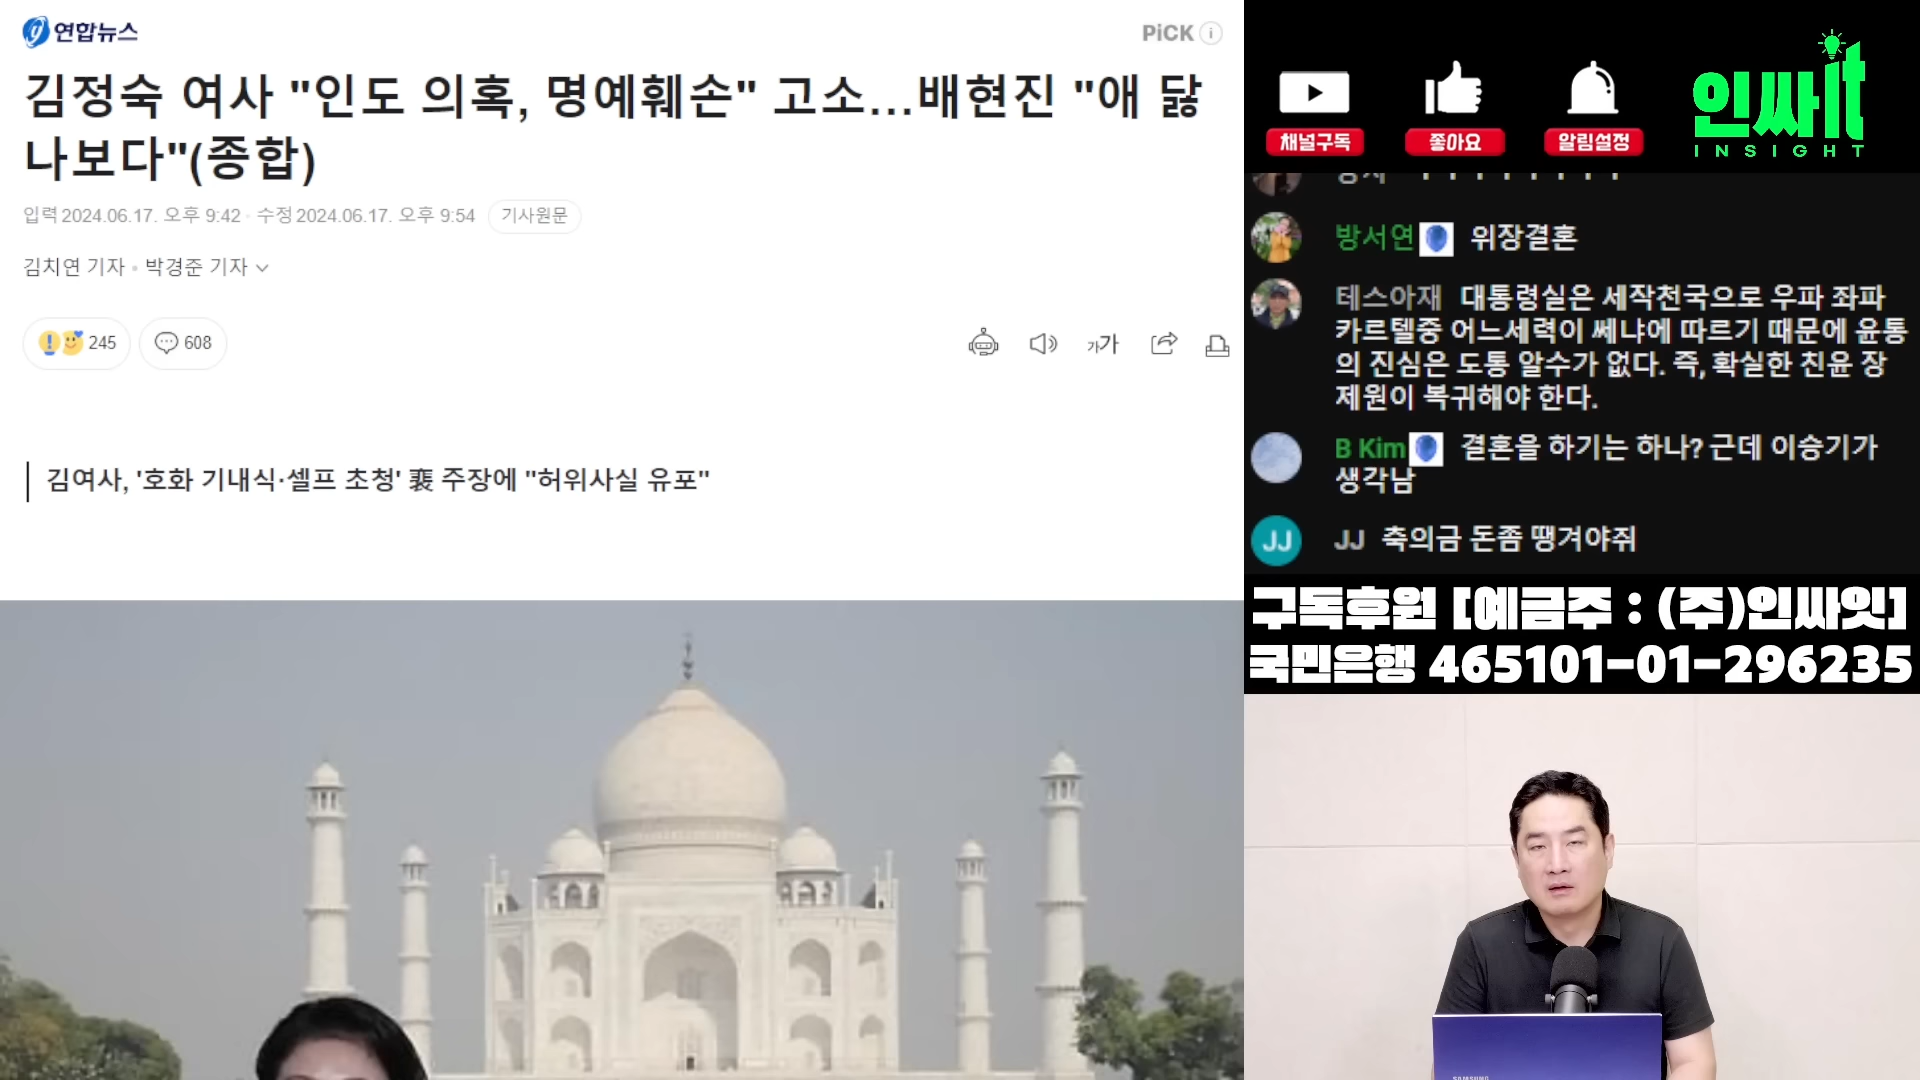 연합뉴스
PiCK
김정숙 여사 "인도 의혹, 명예훼손" 고소…배현진 "애 닳
나보다"(종합)
입력 2024.06.17. 오후 9:42 · 수정 2024.06.17. 오후 9:54
기사원문
김치연 기자 박경준 기자
245
608
가가
김여사, '호화 기내식·셀프 초청' 裵 주장에 "허위사실 유포"
채널구독
좋아요
알림설정
인싸it
INSIGHT
방서연 위장결혼
테스아재 대통령실은 세작천국으로 우파 좌파
카르텔중 어느세력이 쎄냐에 따르기 때문에 윤통
의 진심은 도통 알수가 없다. 즉, 확실한 친윤 장
제원이 복귀해야 한다.
B Kim 결혼을 하기는 하나? 근데 이승기가
생각남
JJ
JJ 축의금 돈좀 땡겨야쥐
구독후원 [예금주 : (주)인싸잇]
국민은행 465101-01-296235
SAMSUNG